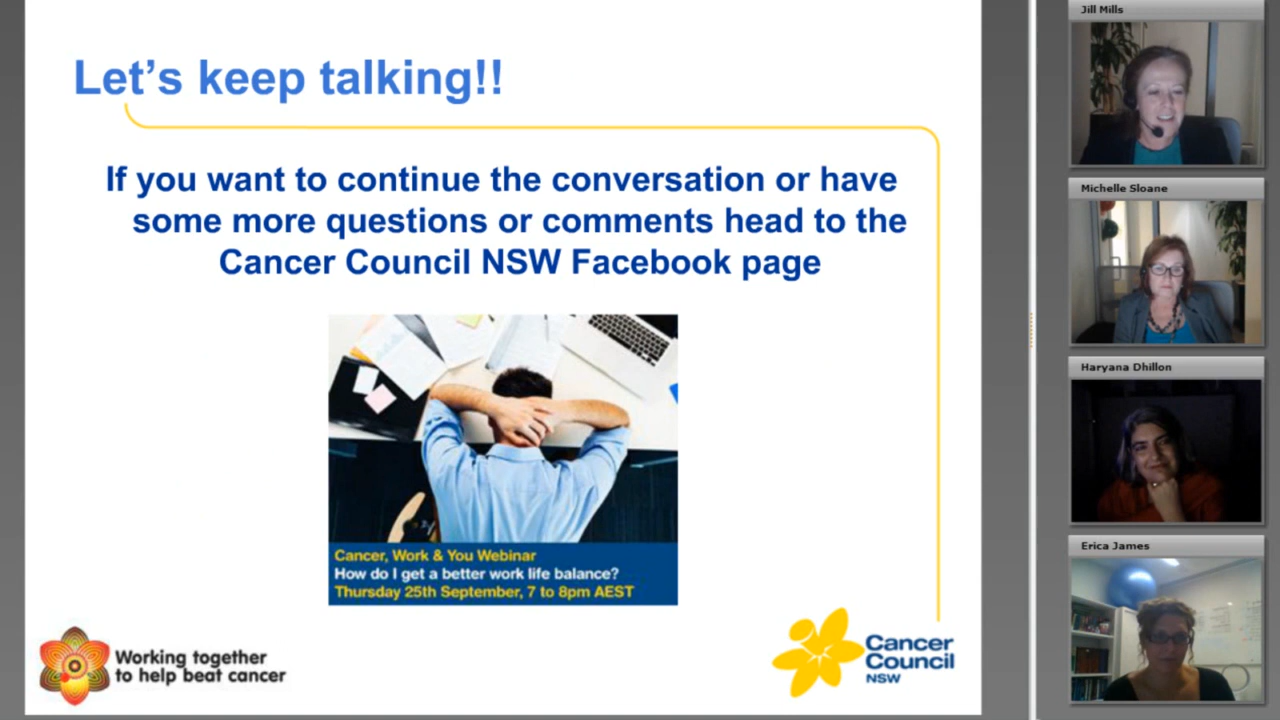 Let's keep talking!!
If you want to continue the conversation or have
some more questions or comments head to the
Cancer Council NSW Facebook page
Cancer, Work & You Webinar
How do I get a better work life balance?
Thursday 25th September, 7 to 8pm AEST
Working together
to help beat cancer
Cancer
Council
NSW
Jill Mills
Michelle Sloane
Haryana Dhillon
Erica James